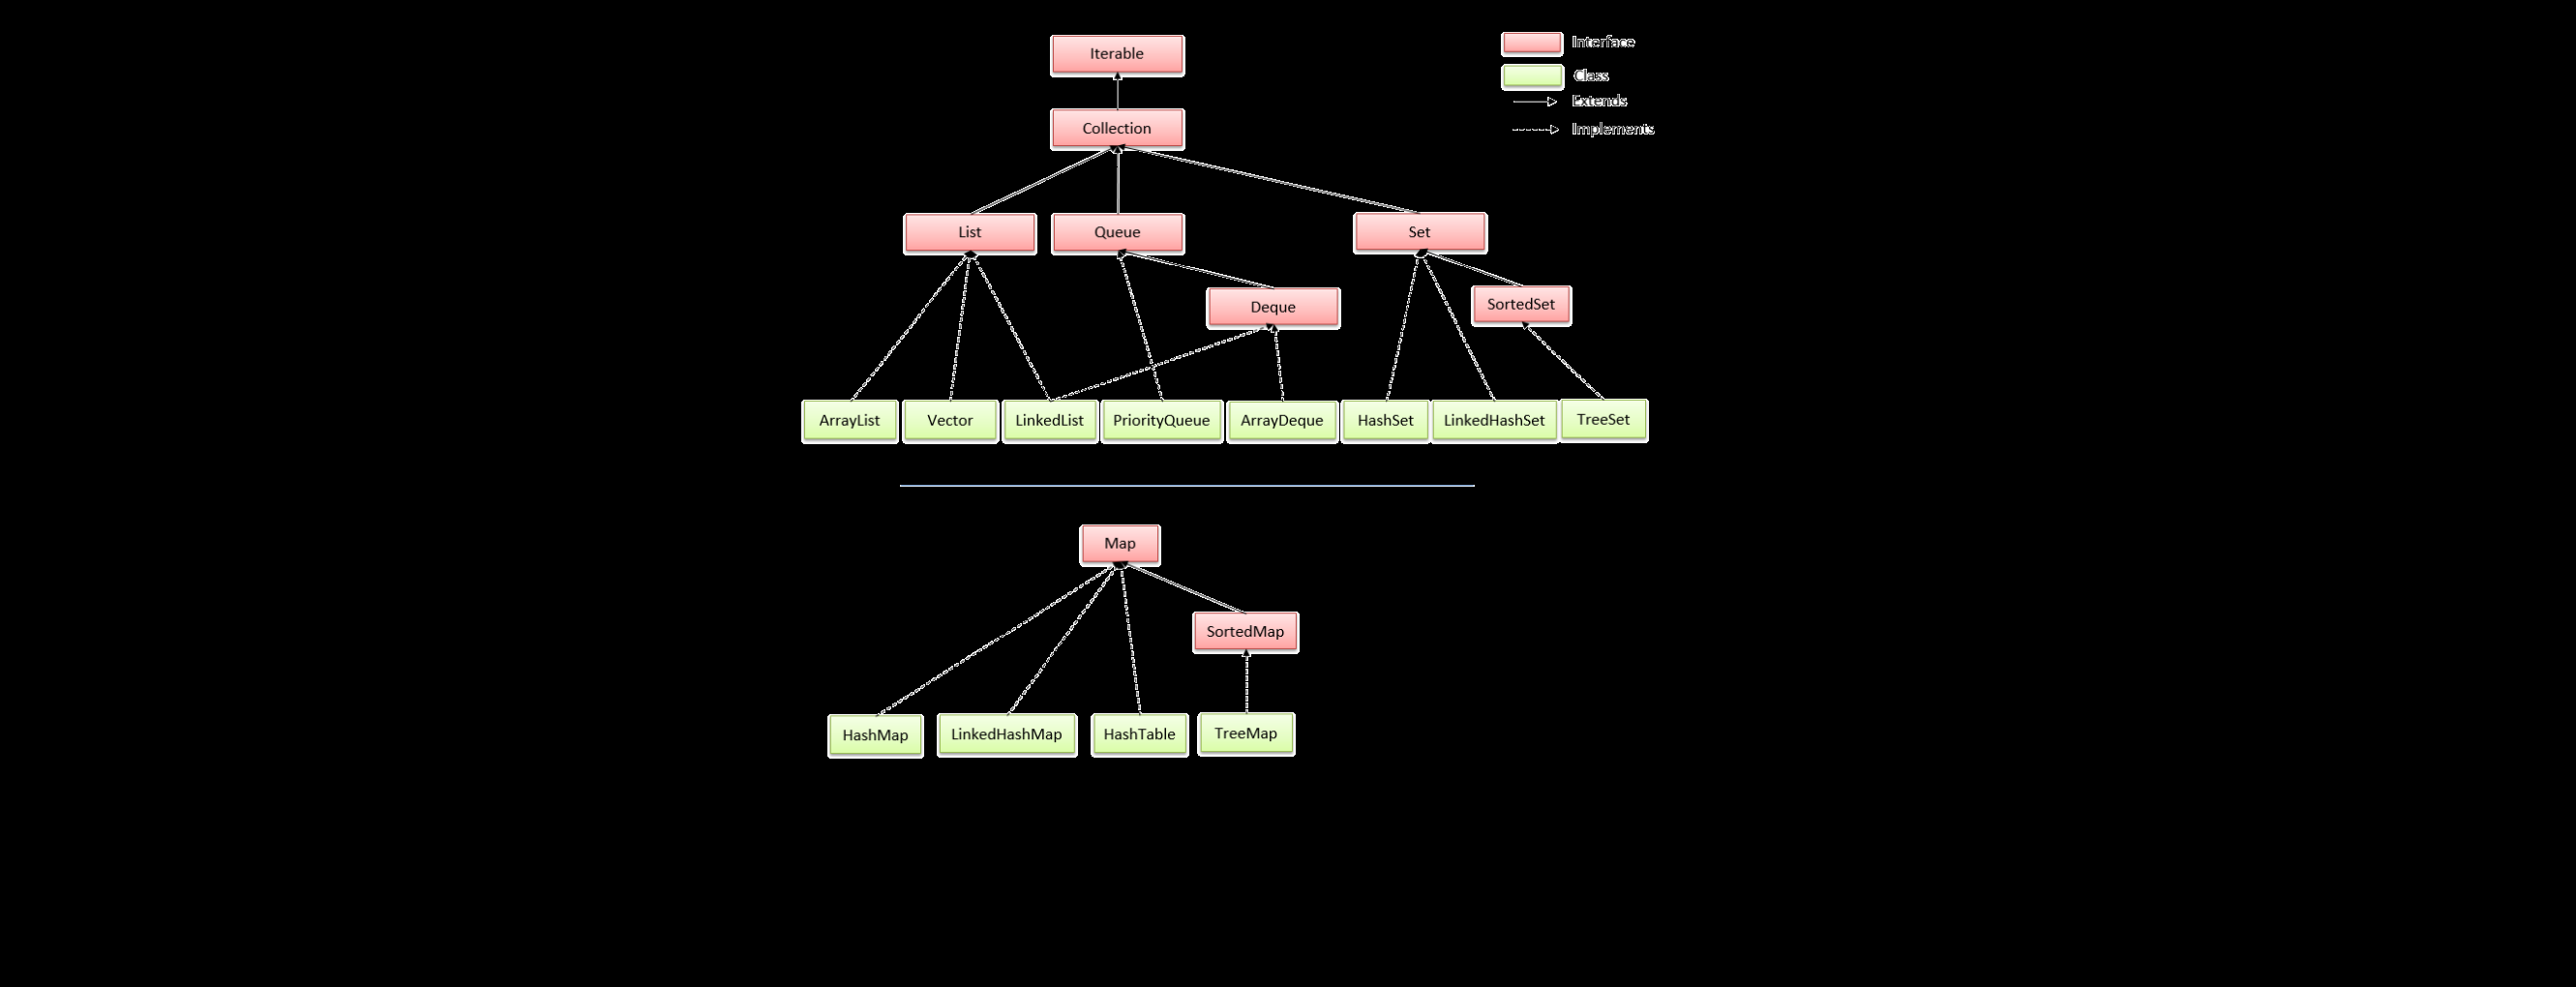 Iterable
Interface
Class
Extends
Collection
Implements
List
Queue
Set
Deque
SortedSet
ArrayList
Vector
LinkedList
PriorityQueue
ArrayDeque
HashSet
LinkedHashSet
TreeSet
Map
SortedMap
HashMap
LinkedHashMap
HashTable
TreeMap